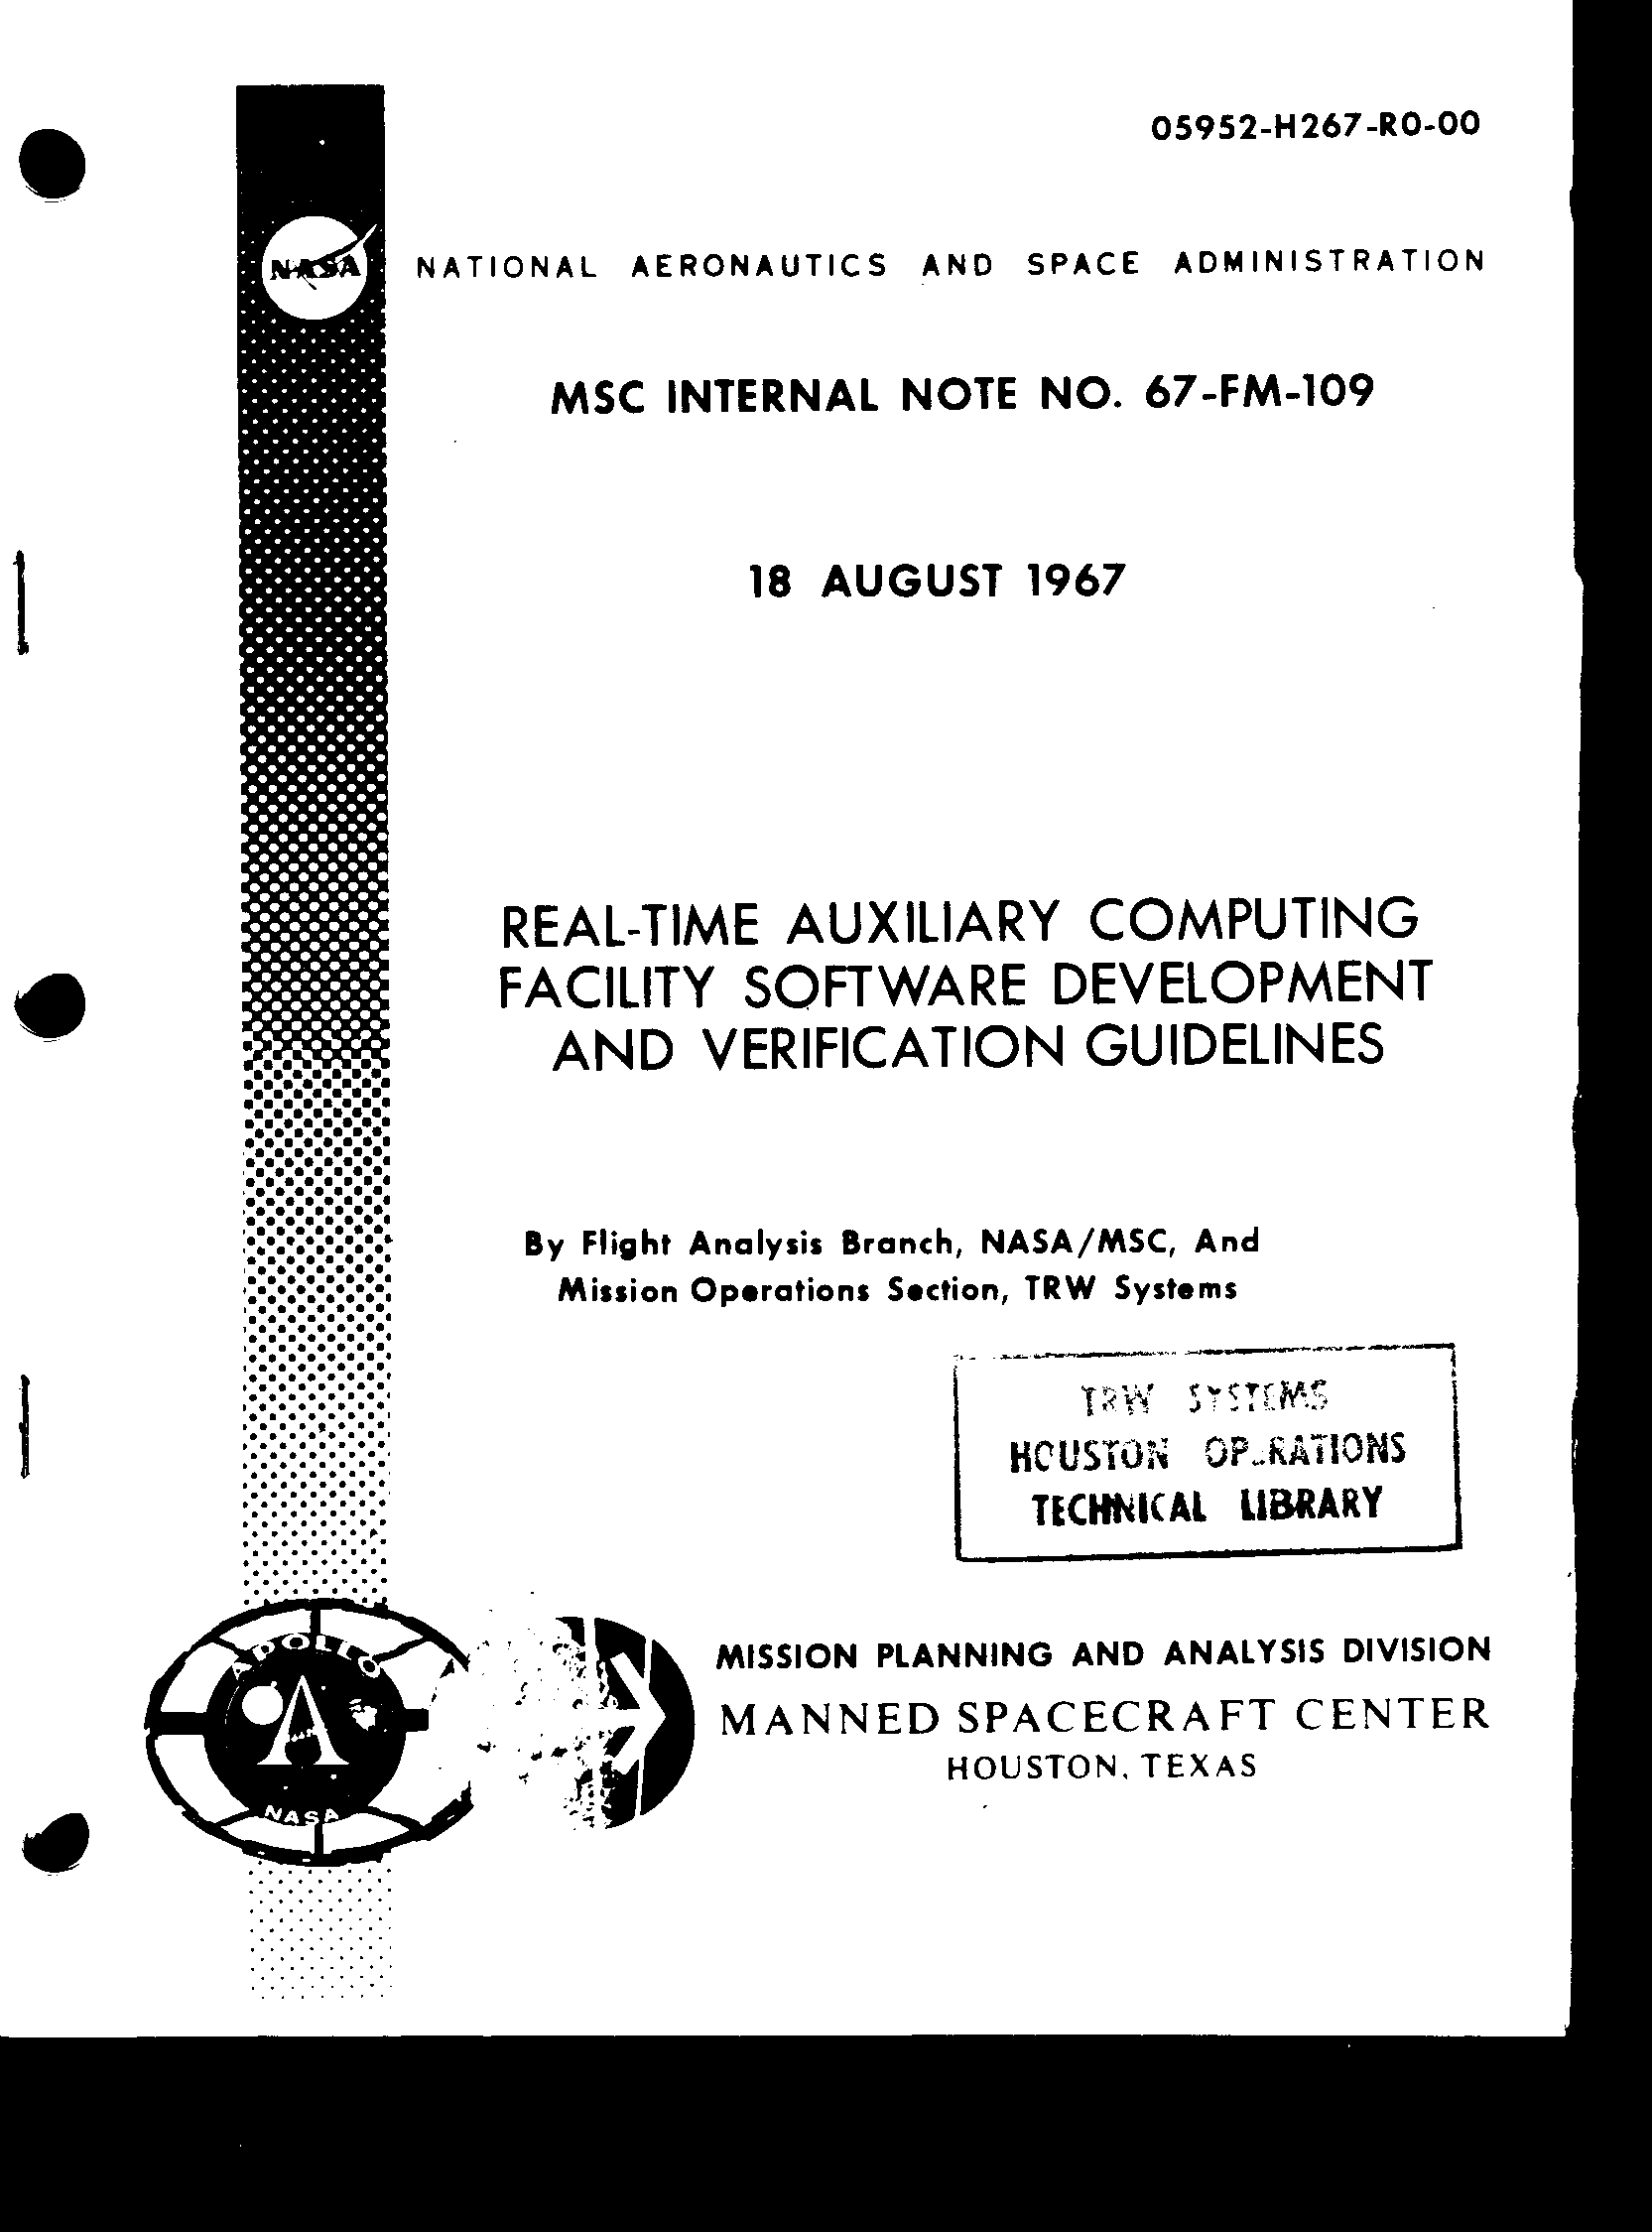 05952-H267-R0-00
NASA
NATIONAL AERONAUTICS AND SPACE ADMINISTRATION
MSC INTERNAL NOTE NO. 67-FM-109
18 AUGUST 1967
REAL-TIME AUXILIARY COMPUTING
FACILITY SOFTWARE DEVELOPMENT
AND VERIFICATION GUIDELINES
By Flight Analysis Branch, NASA/MSC, And
Mission Operations Section, TRW Systems
TRW SYSTEMS
HOUSTON OPERATIONS
TECHNICAL LIBRARY
APOLLO
NASA
MISSION PLANNING AND ANALYSIS DIVISION
MANNED SPACECRAFT CENTER
HOUSTON, TEXAS